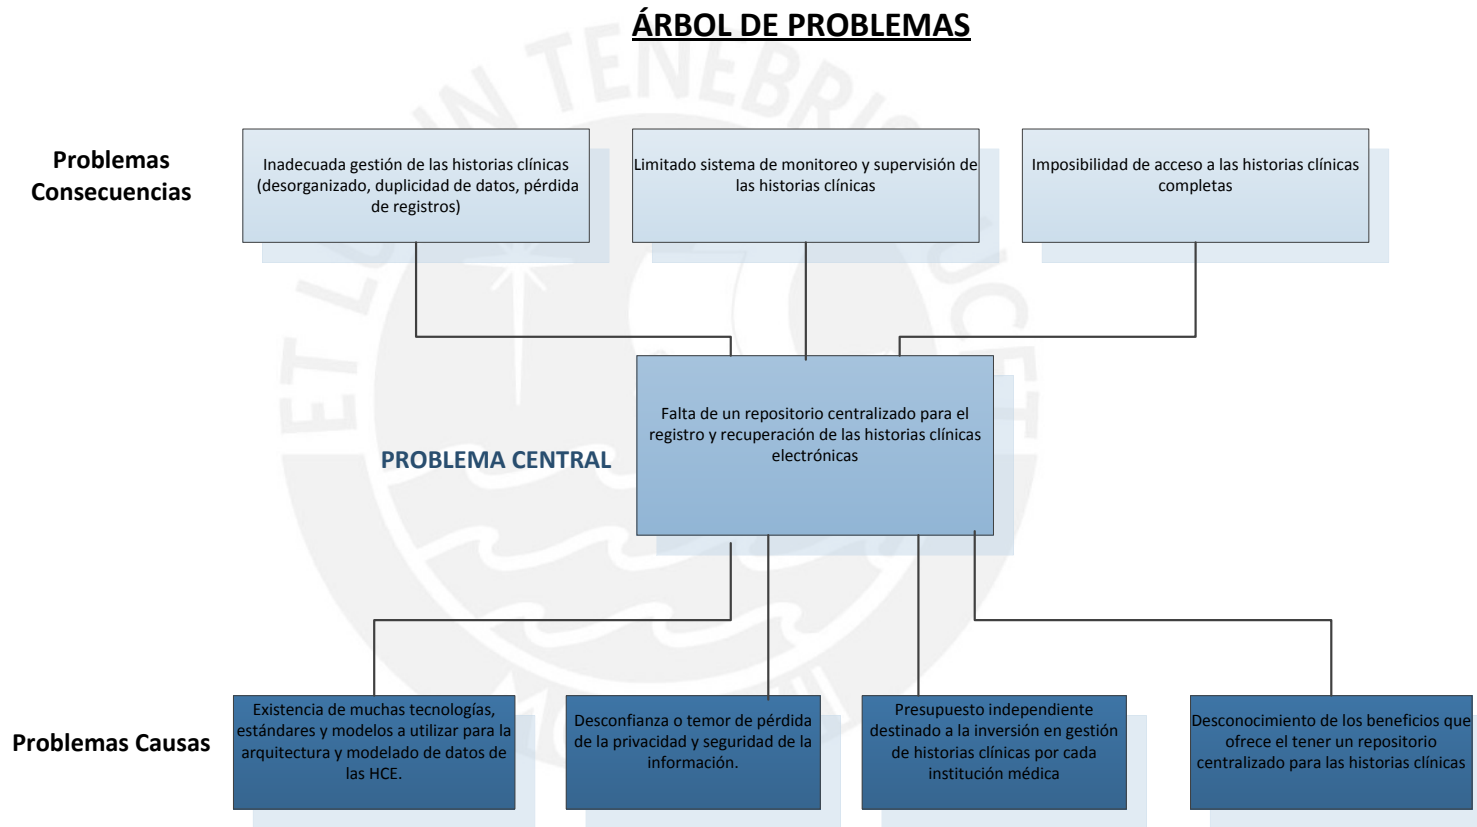 ÁRBOL DE PROBLEMAS
Problemas
Consecuencias
Inadecuada gestión de las historias clínicas
(desorganizado, duplicidad de datos, pérdida
de registros)
Limitado sistema de monitoreo y supervisión de
las historias clínicas
Imposibilidad de acceso a las historias clínicas
completas
PROBLEMA CENTRAL
Falta de un repositorio centralizado para el
registro y recuperación de las historias clínicas
electrónicas
Problemas Causas
Existencia de muchas tecnologías,
estándares y modelos a utilizar para la
arquitectura y modelado de datos de
las HCE.
Desconfianza o temor de pérdida
de la privacidad y seguridad de la
información.
Presupuesto independiente
destinado a la inversión en gestión
de historias clínicas por cada
institución médica
Desconocimiento de los beneficios que
ofrece el tener un repositorio
centralizado para las historias clínicas